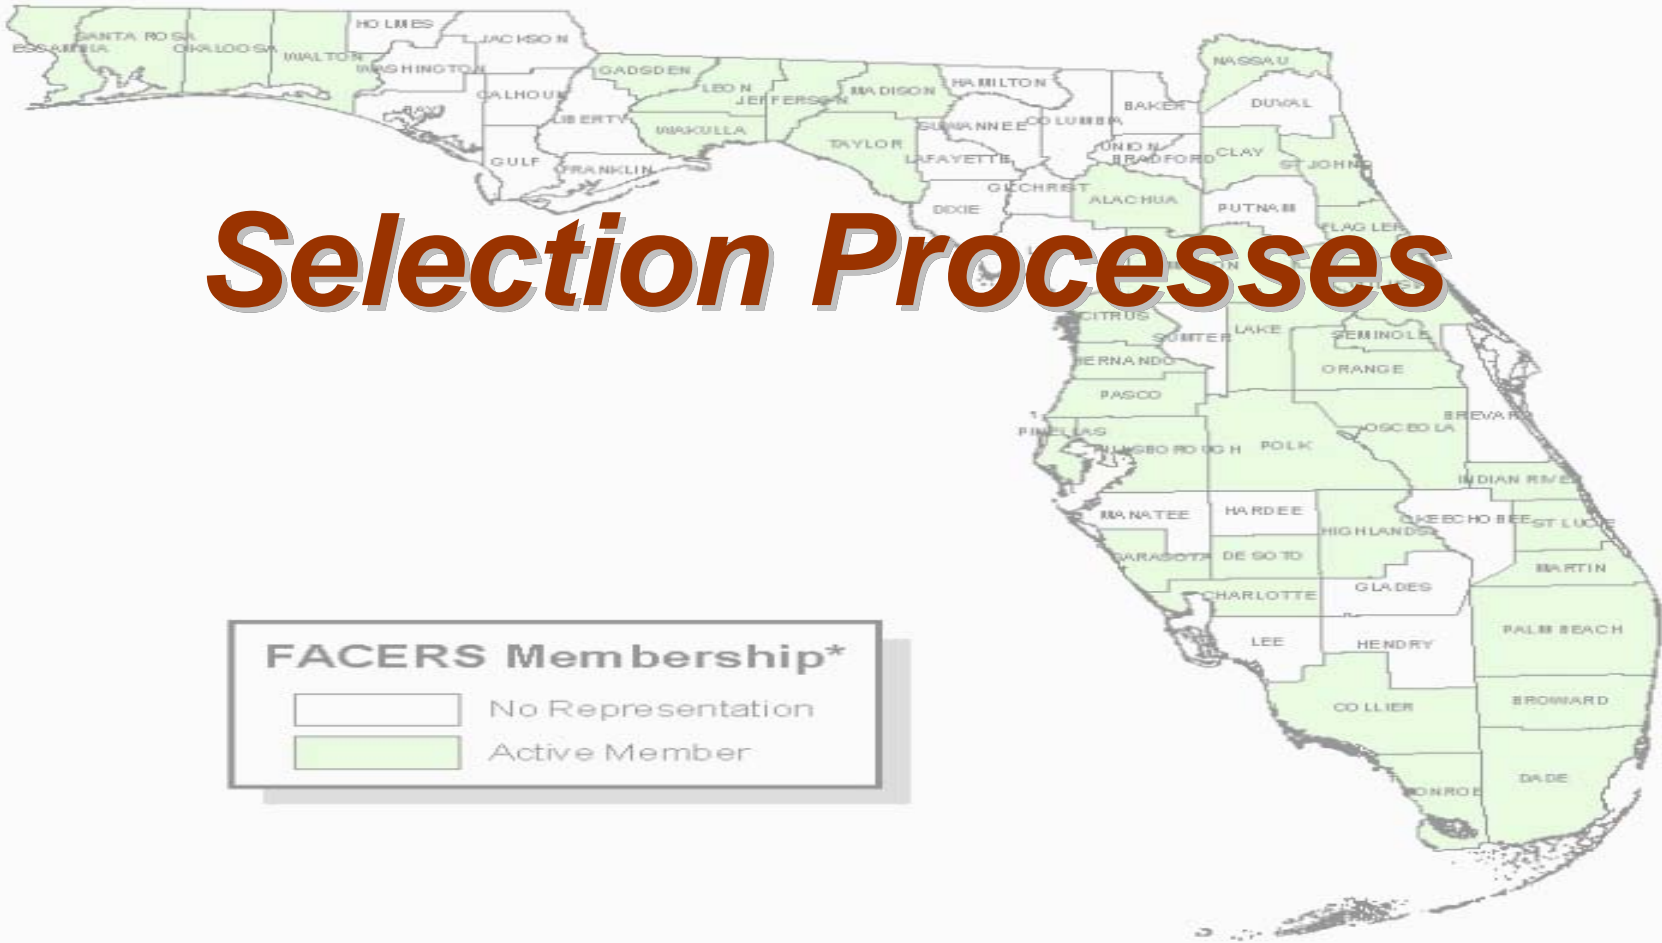 Selection Processes
HOLMES
SANTA ROSA
JACKSON
ESCAMBIA
OKALOOSA
WALTON
WASHINGTON
GADSDEN
NASSAU
LEON
HAMILTON
CALHOUN
JEFFERSON
MADISON
BAY
BAKER
DUVAL
LIBERTY
WAKULLA
SUWANNEE
COLUMBIA
TAYLOR
UNION
GULF
LAFAYETTE
BRADFORD
CLAY
ST JOHNS
FRANKLIN
GILCHRIST
ALACHUA
DIXIE
PUTNAM
FLAGLER
CITRUS
SUMTER
LAKE
SEMINOLE
HERNANDO
ORANGE
PASCO
BREVARD
PINELLAS
OSCEOLA
HILLSBOROUGH
POLK
INDIAN RIVER
MANATEE
HARDEE
OKEECHOBEE
ST LUCIE
HIGHLANDS
SARASOTA
DE SOTO
MARTIN
CHARLOTTE
GLADES
PALM BEACH
LEE
HENDRY
COLLIER
BROWARD
DADE
MONROE
FACERS Membership*
No Representation
Active Member